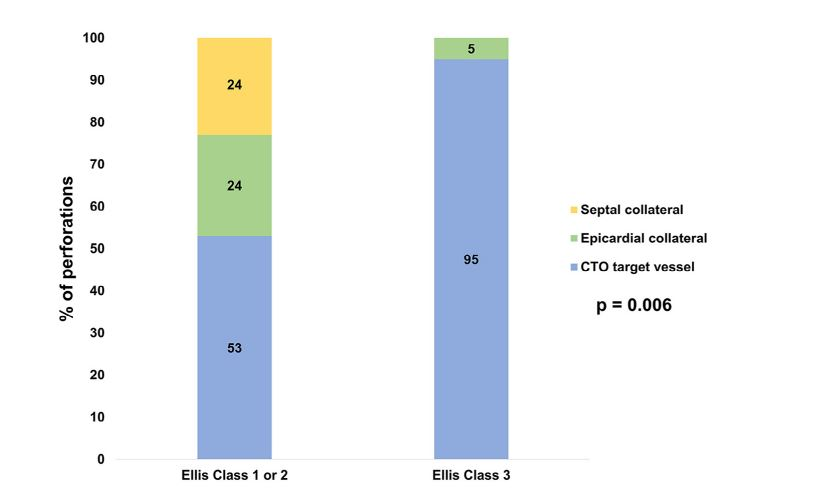 % of perforations
100
90
80
70
60
50
40
30
20
10
0
24
24
53
5
95
Ellis Class 1 or 2
Ellis Class 3
Septal collateral
Epicardial collateral
CTO target vessel
p = 0.006